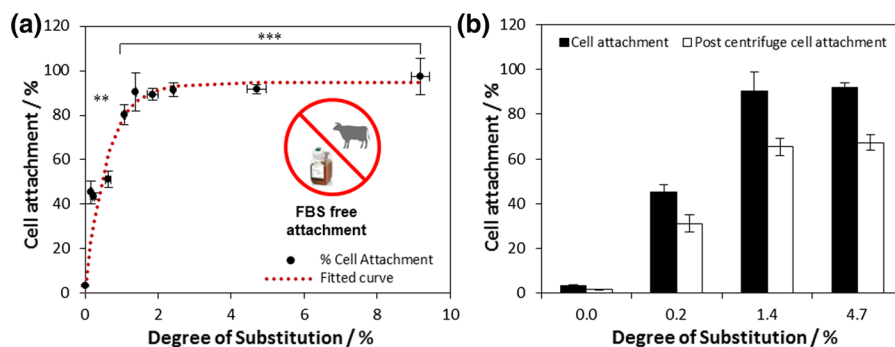 (a)
120
100
80
60
40
20
0
Cell attachment / %
**
***
FBS free
attachment
% Cell Attachment
Fitted curve
0 2 4 6 8 10
Degree of Substitution / %
(b)
120
100
80
60
40
20
0
Cell attachment / %
Cell attachment Post centrifuge cell attachment
0.0 0.2 1.4 4.7
Degree of Substitution / %